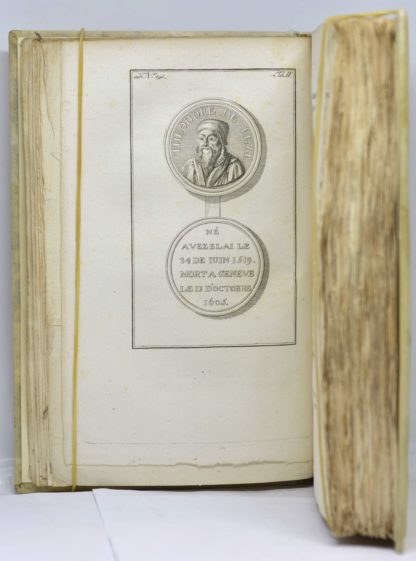 THEODORE DE BEZE
NÉ
A VEZELAI LE
24 DE JUIN 1519.
MORT A GENEVE
LE 13 D'OCTOBRE
1605.